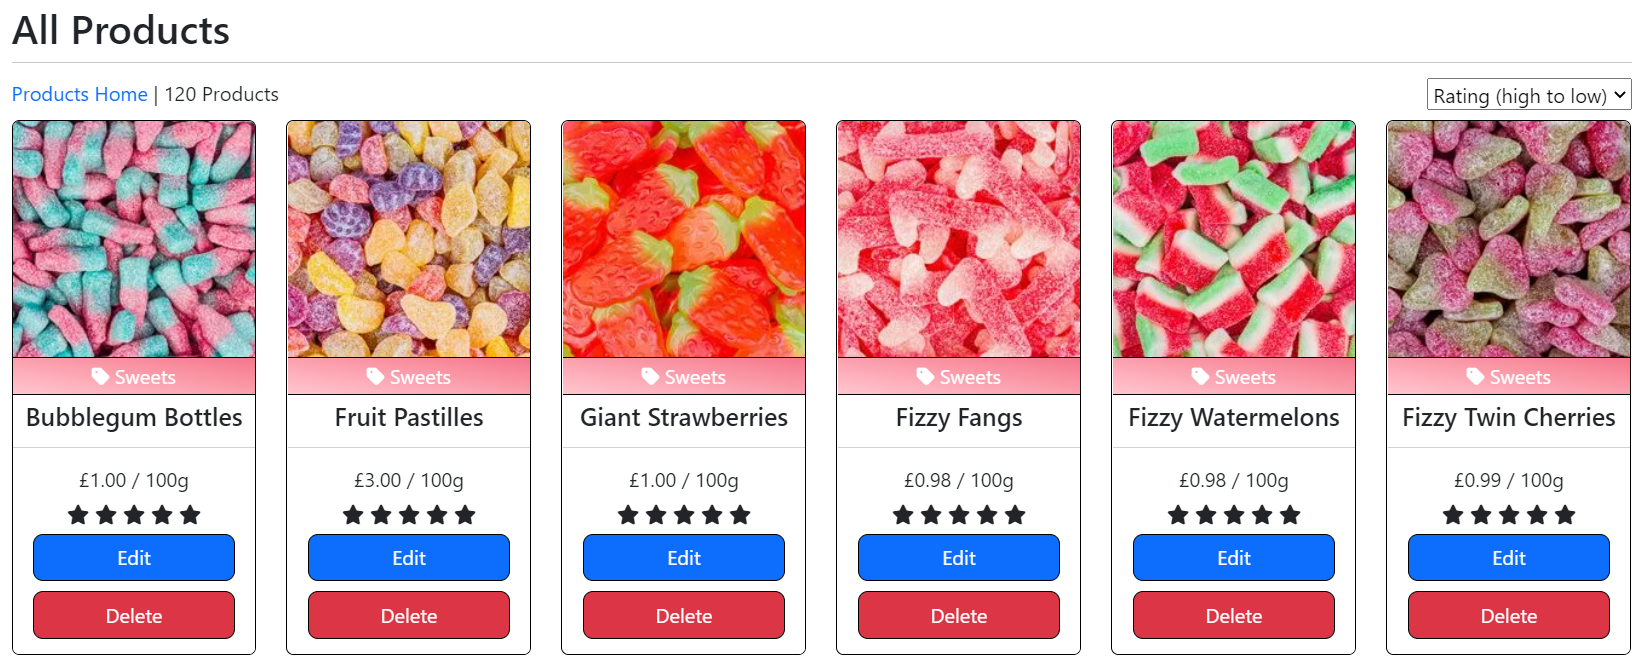 All Products
Products Home | 120 Products
Rating (high to low)
Sweets
Bubblegum Bottles
£1.00 / 100g
Edit
Delete
Sweets
Fruit Pastilles
£3.00 / 100g
Edit
Delete
Sweets
Giant Strawberries
£1.00 / 100g
Edit
Delete
Sweets
Fizzy Fangs
£0.98 / 100g
Edit
Delete
Sweets
Fizzy Watermelons
£0.98 / 100g
Edit
Delete
Sweets
Fizzy Twin Cherries
£0.99 / 100g
Edit
Delete